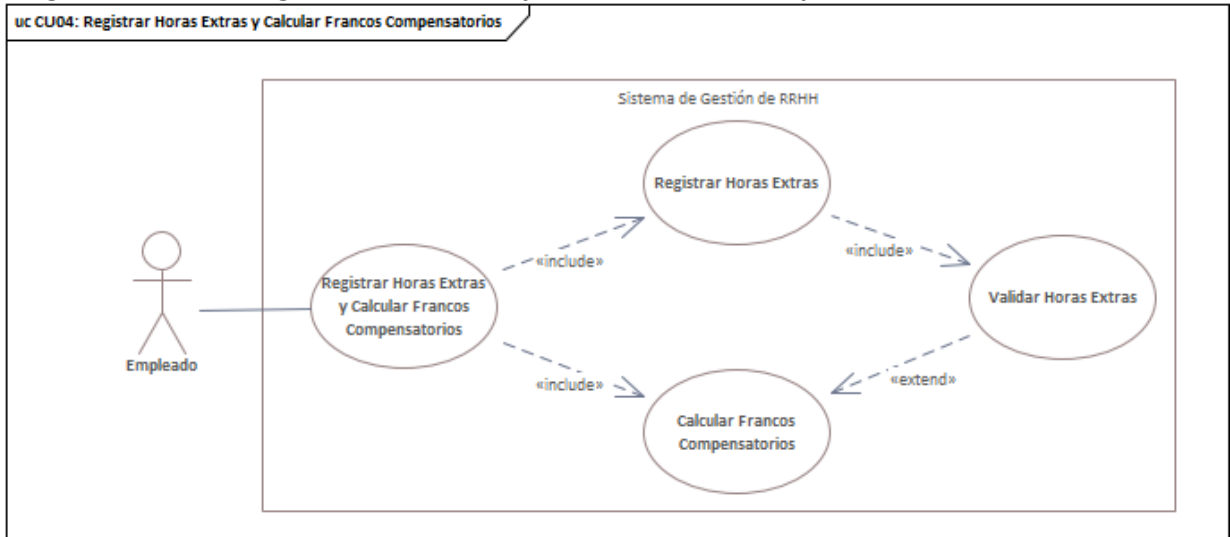 uc CU04: Registrar Horas Extras y Calcular Francos Compensatorios
Sistema de Gestión de RRHH
Registrar Horas Extras
«include»
«include»
Registrar Horas Extras
y Calcular Francos
Compensatorios
Validar Horas Extras
Empleado
«include»
«extend»
Calcular Francos
Compensatorios